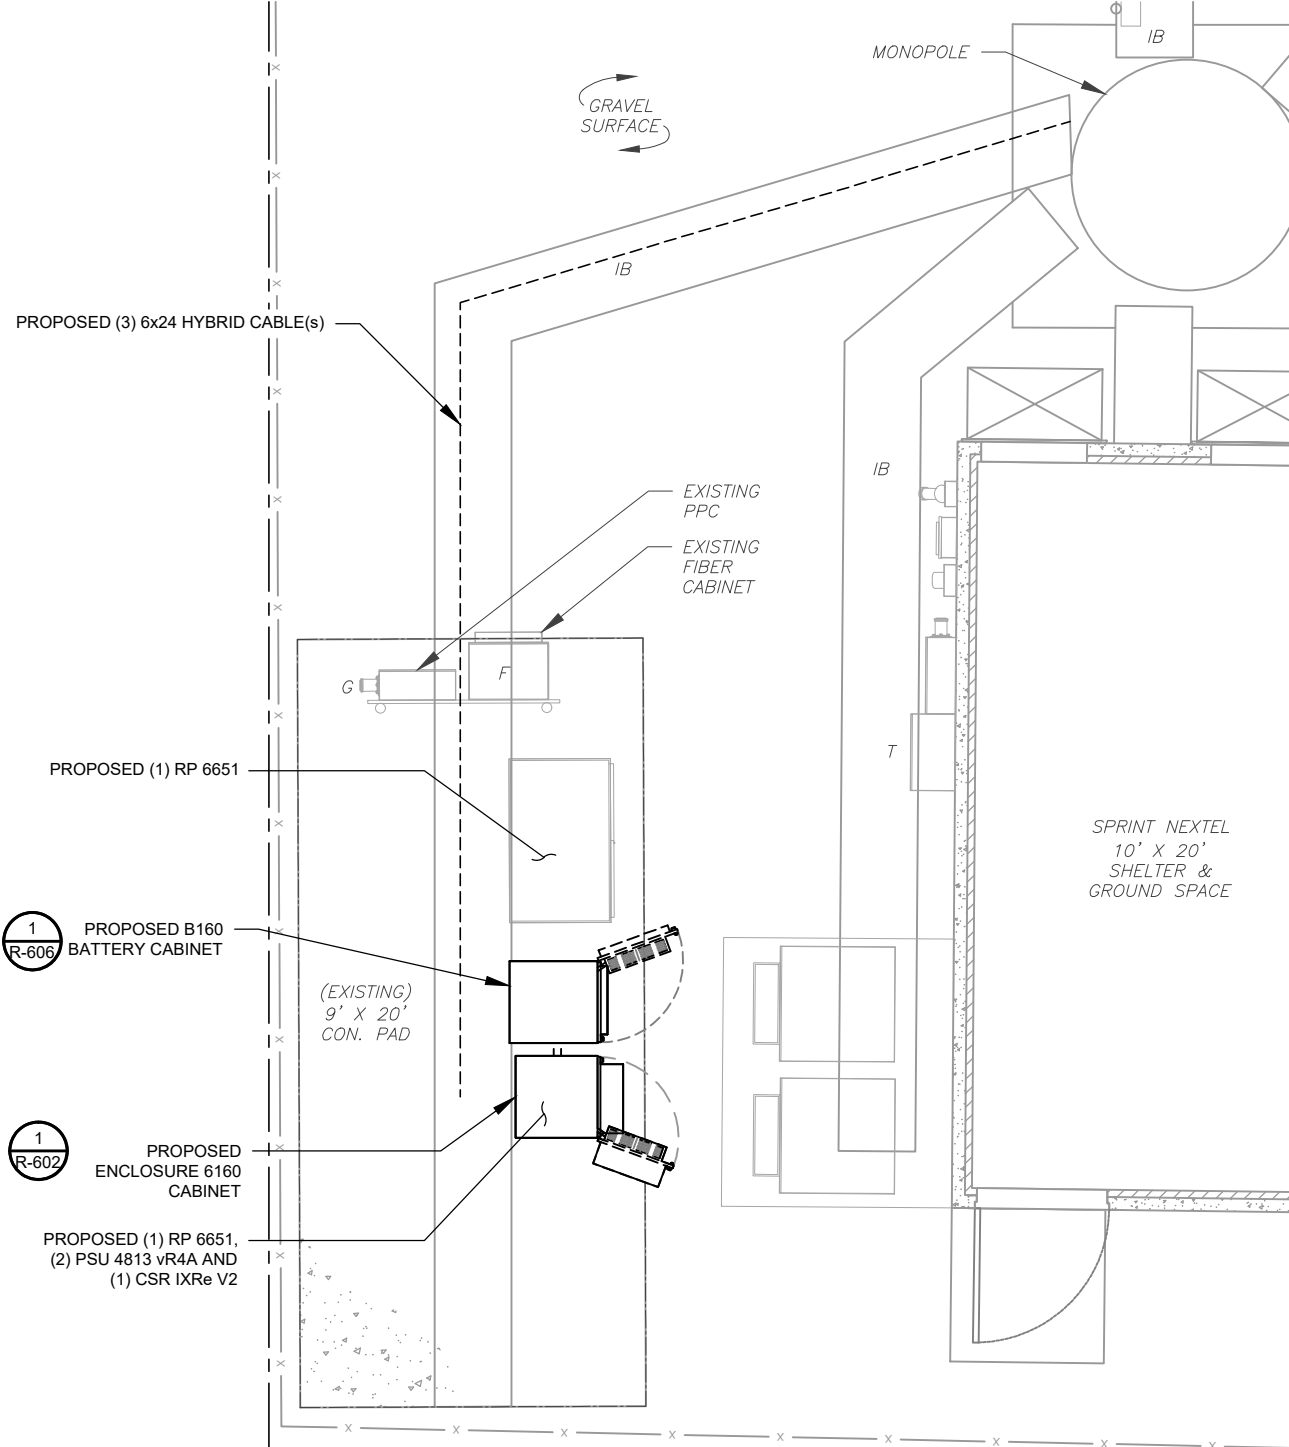 IB
MONOPOLE
GRAVEL
SURFACE
IB
PROPOSED (3) 6x24 HYBRID CABLE(s)
IB
EXISTING
PPC
EXISTING
FIBER
CABINET
F
G
T
PROPOSED (1) RP 6651
SPRINT NEXTEL
10' X 20'
SHELTER &
GROUND SPACE
1
R-606
PROPOSED B160
BATTERY CABINET
(EXISTING)
9' X 20'
CON. PAD
1
R-602
PROPOSED
ENCLOSURE 6160
CABINET
PROPOSED (1) RP 6651,
(2) PSU 4813 vR4A AND
(1) CSR IXRe V2